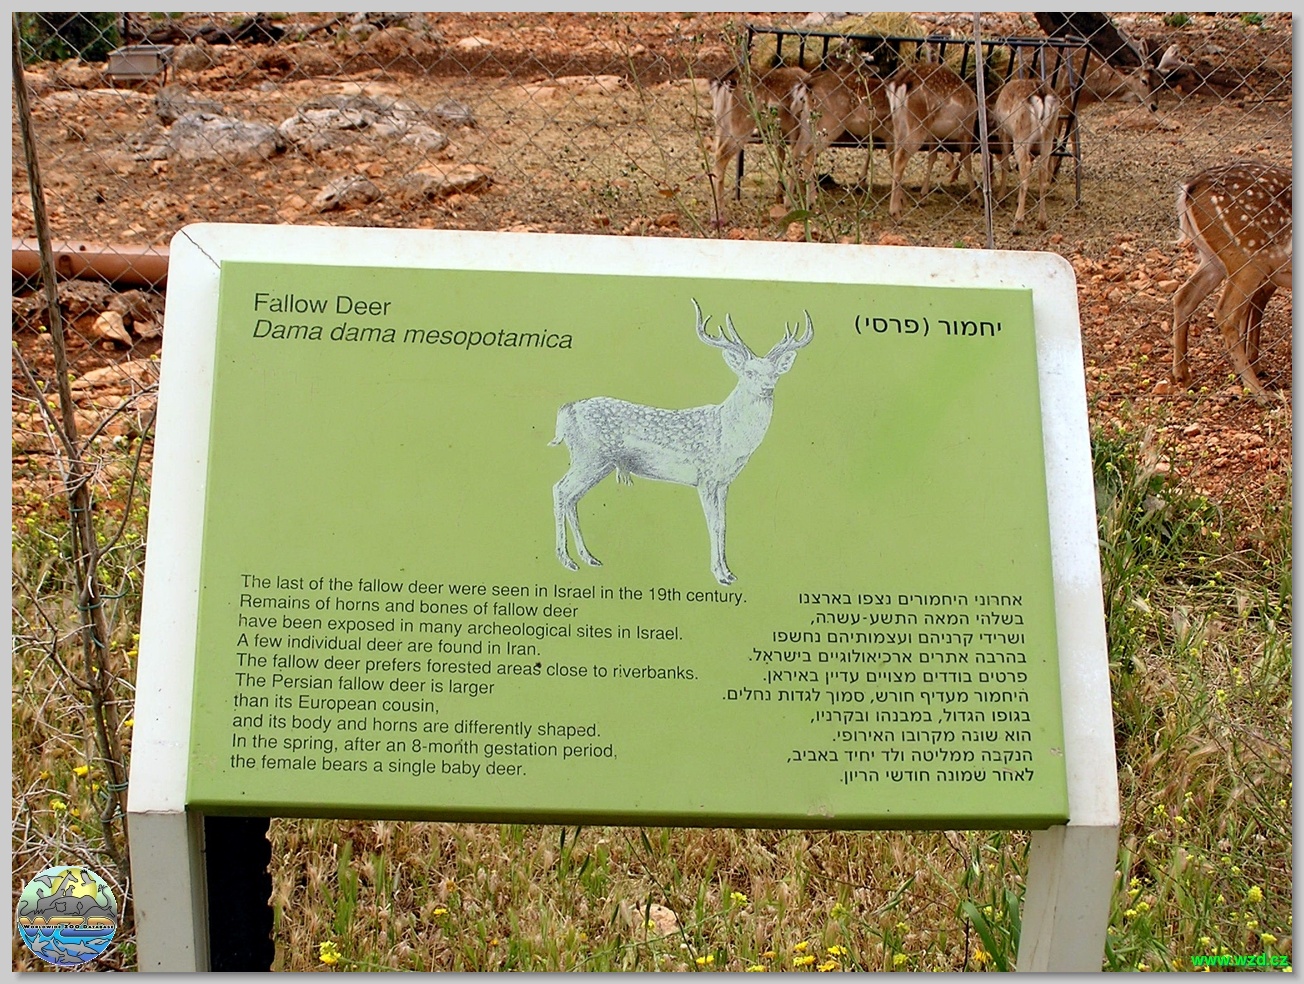 Fallow Deer
Dama dama mesopotamica
יחמור (פרסי)
The last of the fallow deer were seen in Israel in the 19th century.
Remains of horns and bones of fallow deer
have been exposed in many archeological sites in Israel.
A few individual deer are found in Iran.
The fallow deer prefers forested areas close to riverbanks.
The Persian fallow deer is larger
than its European cousin,
and its body and horns are differently shaped.
In the spring, after an 8-month gestation period,
the female bears a single baby deer.
אחרוני היחמורים נצפו בארצנו
בשלהי המאה התשע-עשרה,
ושרידי קרניהם ועצמותיהם נחשפו
בהרבה אתרים ארכיאולוגיים בישראל.
פרטים בודדים מצויים עדיין באיראן.
היחמור מעדיף חורש, סמוך לגדות נחלים.
בגופו הגדול, במבנהו ובקרניו,
הוא שונה מקרובו האירופי.
הנקבה ממליטה ולד יחיד באביב,
לאחר שמונה חודשי הריון.
WZD
WORLDWIDE ZOO DATABASE
www.wzd.cz